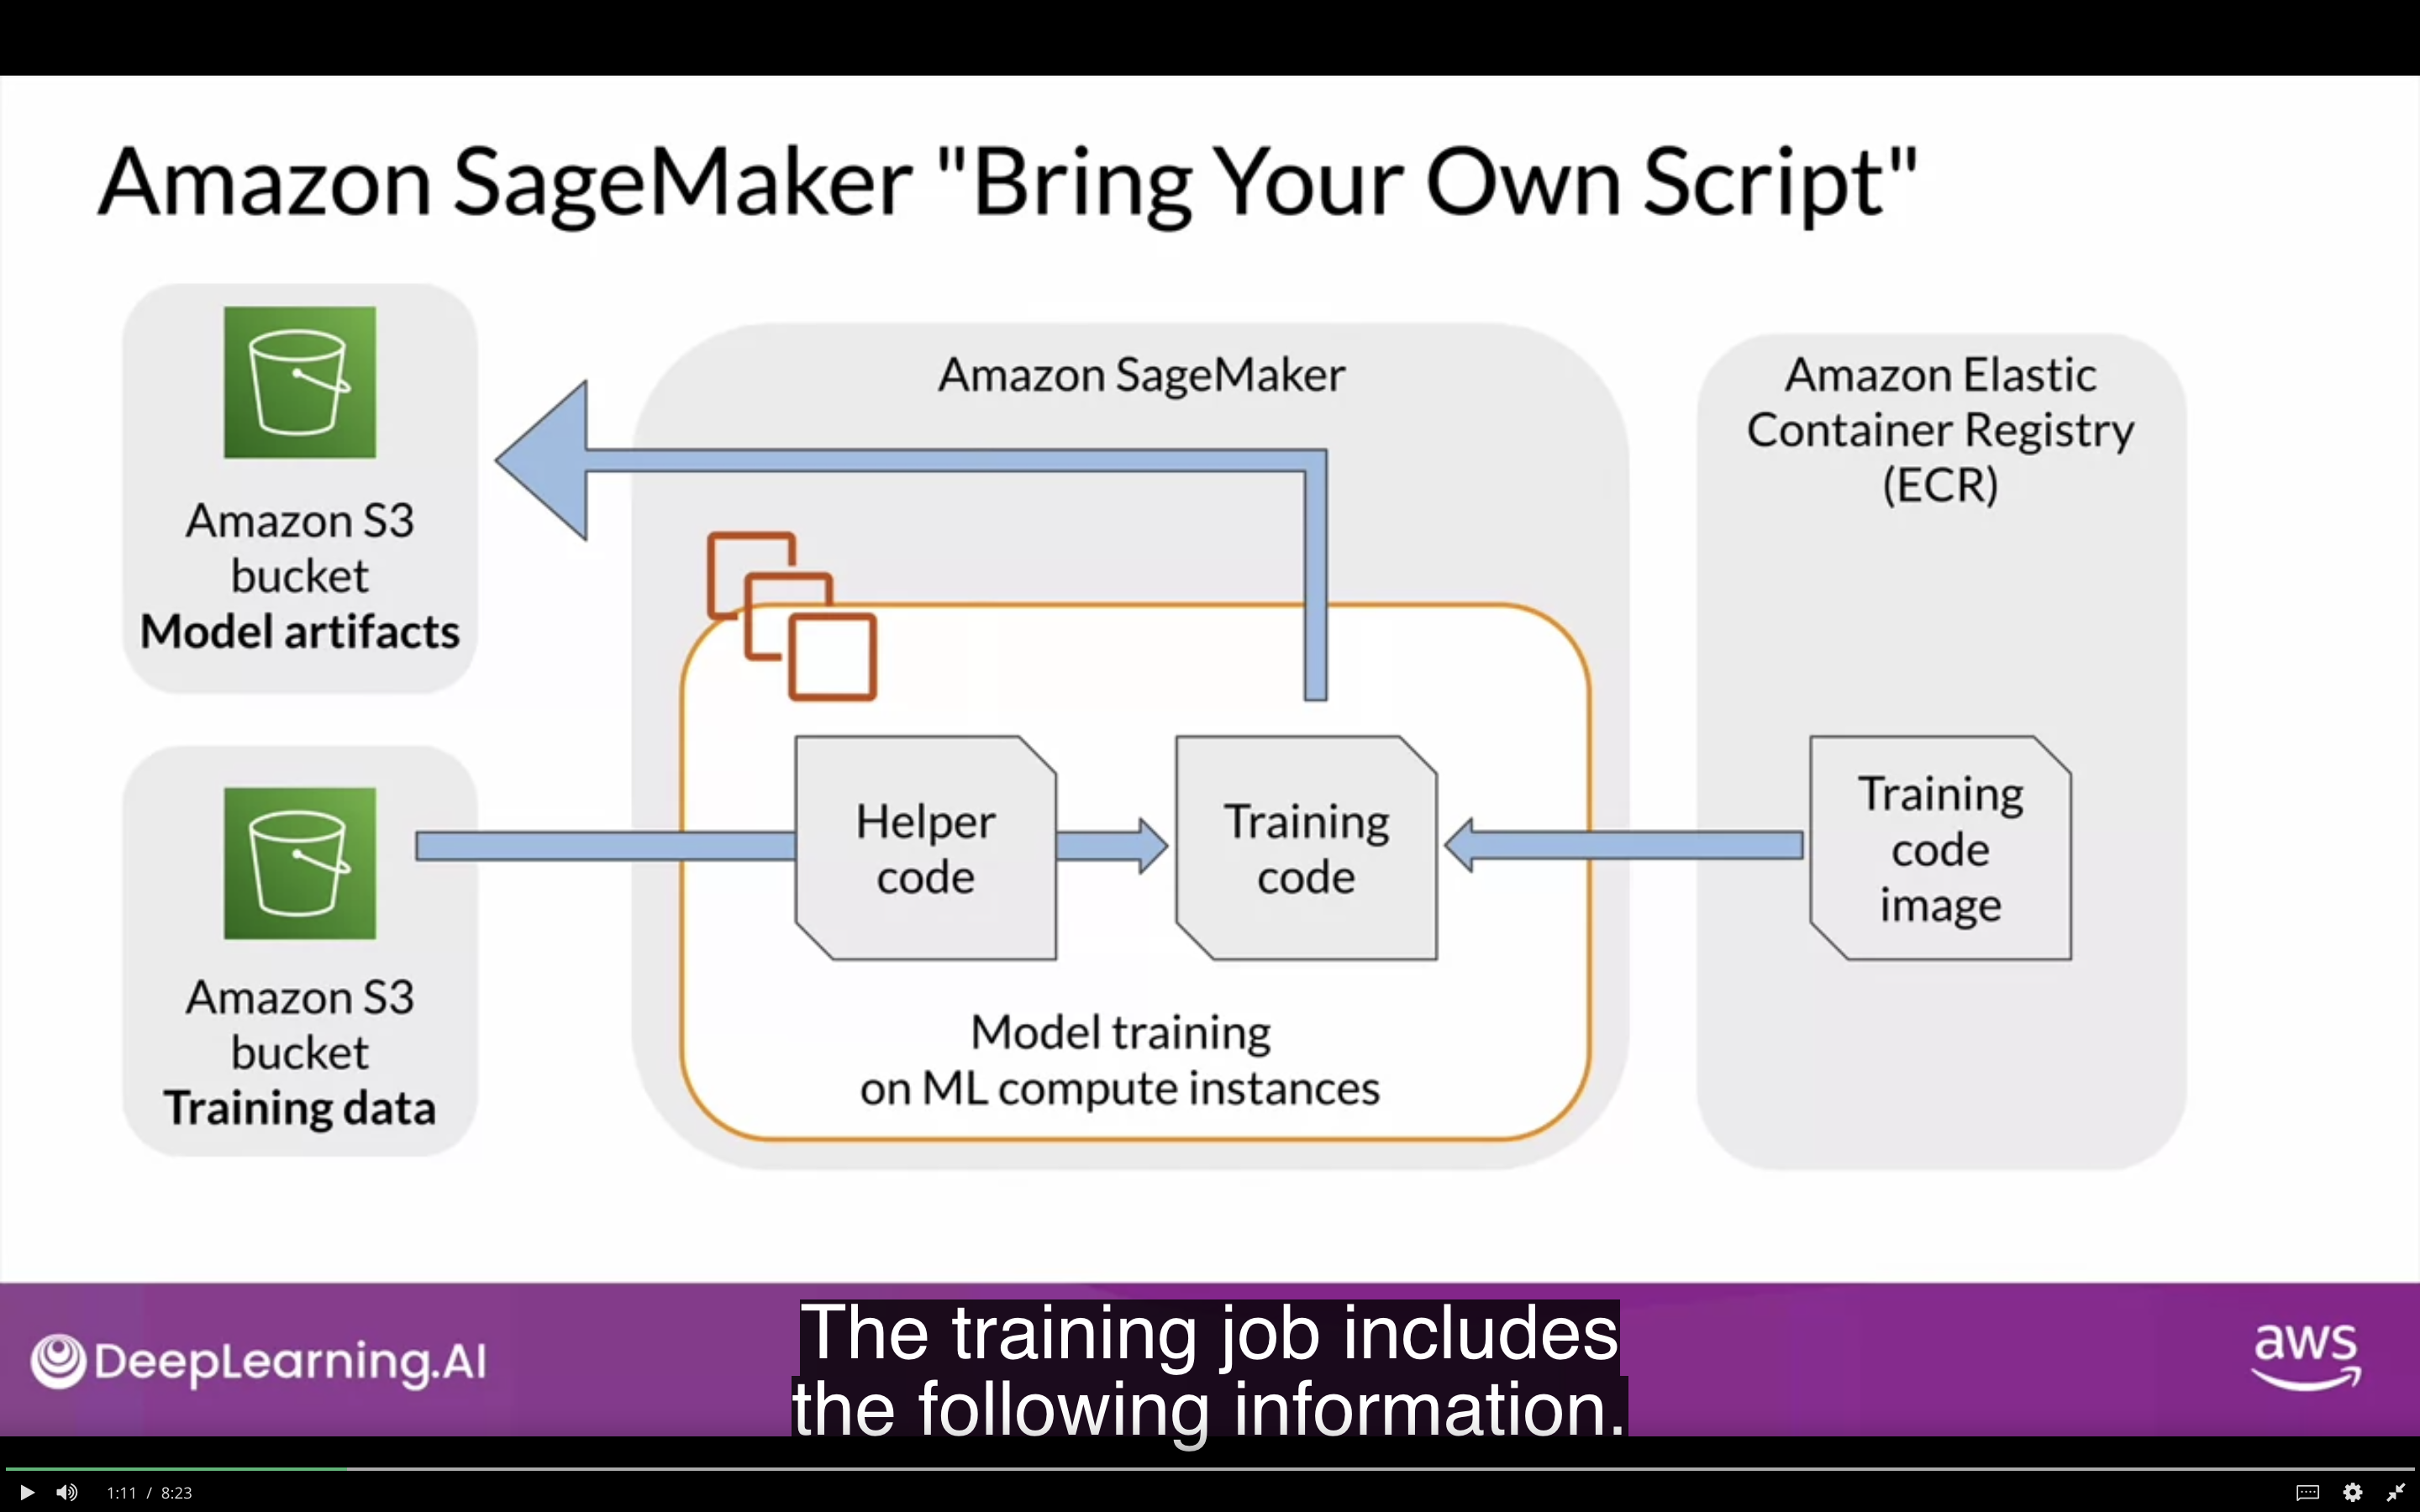 Amazon SageMaker "Bring Your Own Script"
Amazon S3
bucket
Model artifacts
Amazon S3
bucket
Training data
Amazon SageMaker
Helper
code
Training
code
Model training
on ML compute instances
Amazon Elastic
Container Registry
(ECR)
Training
code
image
DeepLearning.AI
The training job includes
the following information.
aws
1:11 / 8:23